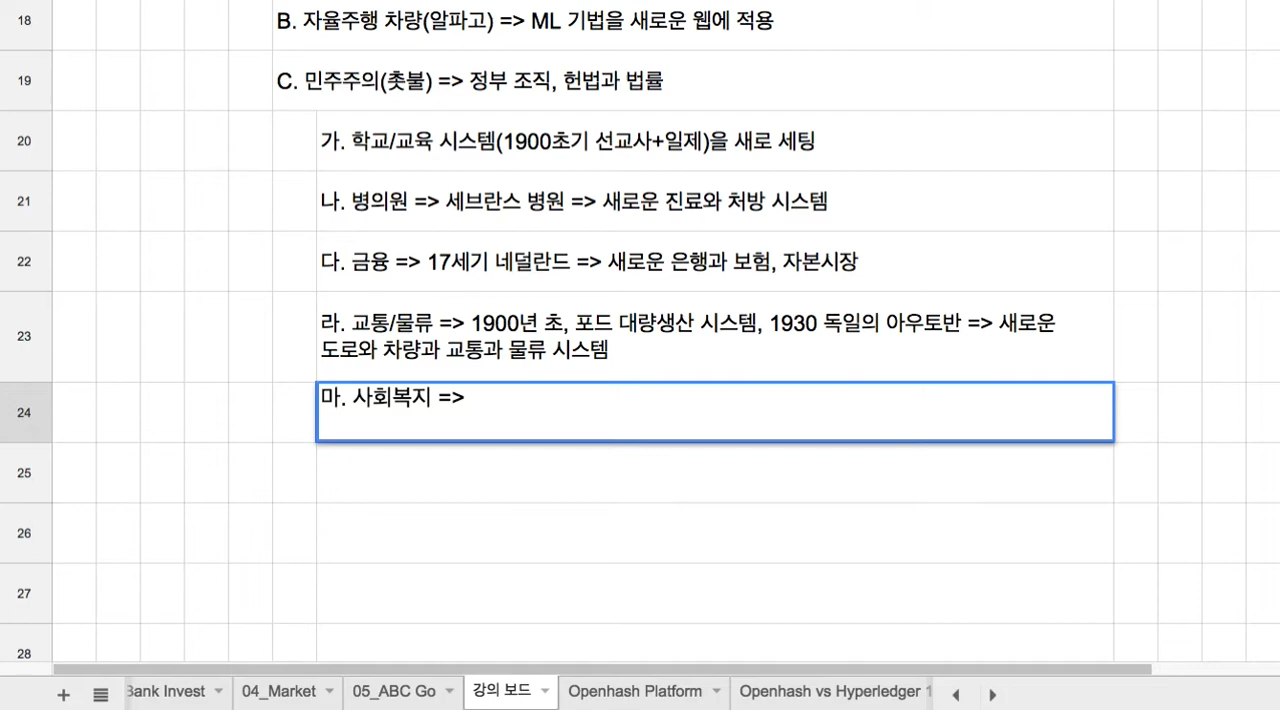 18
B. 자율주행 차량(알파고) => ML 기법을 새로운 웹에 적용
19
C. 민주주의(촛불) => 정부 조직, 헌법과 법률
20
가. 학교/교육 시스템(1900초기 선교사+일제)을 새로 세팅
21
나. 병의원 => 세브란스 병원 => 새로운 진료와 처방 시스템
22
다. 금융 => 17세기 네덜란드 => 새로운 은행과 보험, 자본시장
23
라. 교통/물류 => 1900년 초, 포드 대량생산 시스템, 1930 독일의 아우토반 => 새로운
도로와 차량과 교통과 물류 시스템
24
마. 사회복지 =>
25
26
27
28
Bank Invest 04_Market 05_ABC Go 강의 보드 Openhash Platform Openhash vs Hyperledger